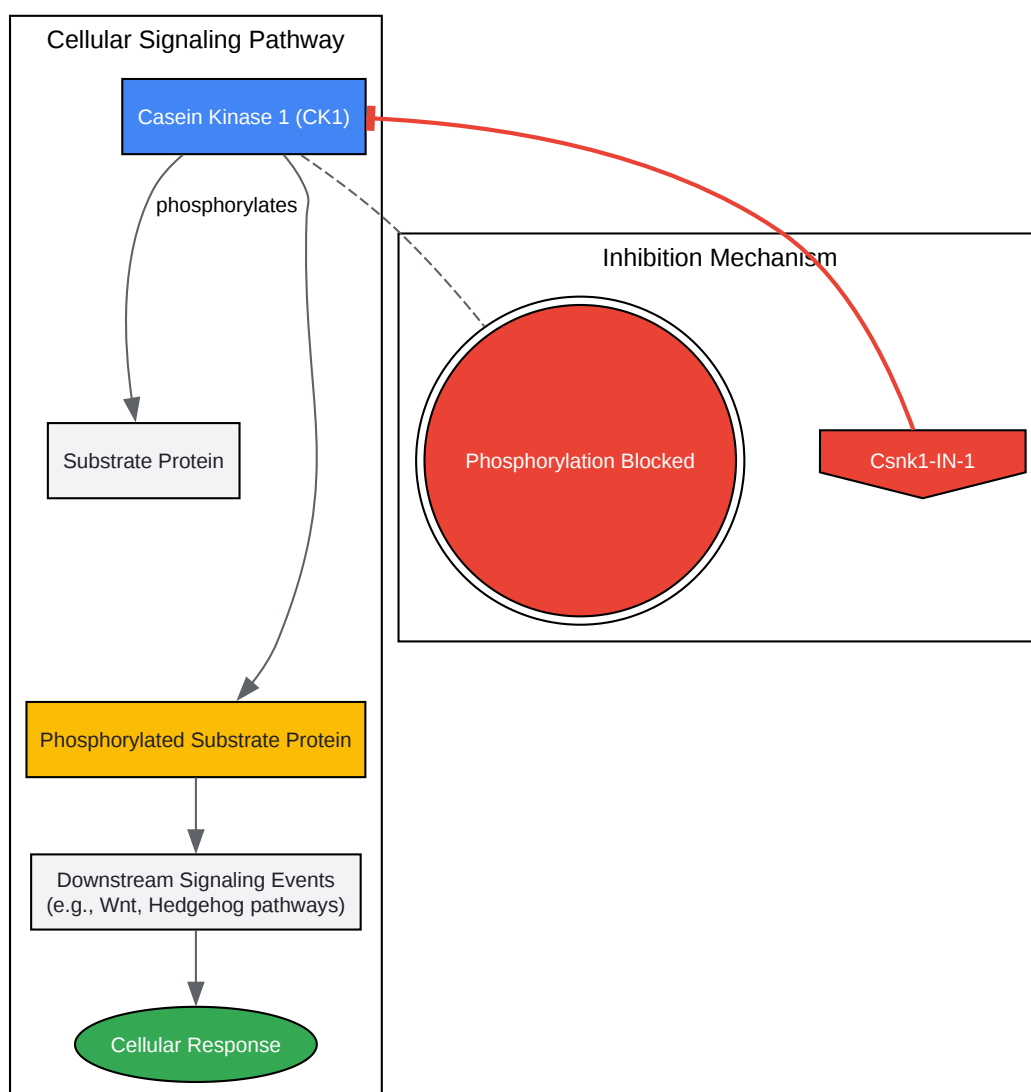 Cellular Signaling Pathway
Casein Kinase 1 (CK1)
phosphorylates
Inhibition Mechanism
Substrate Protein
Phosphorylation Blocked
Csnk1-IN-1
Phosphorylated Substrate Protein
Downstream Signaling Events
(e.g., Wnt, Hedgehog pathways)
Cellular Response